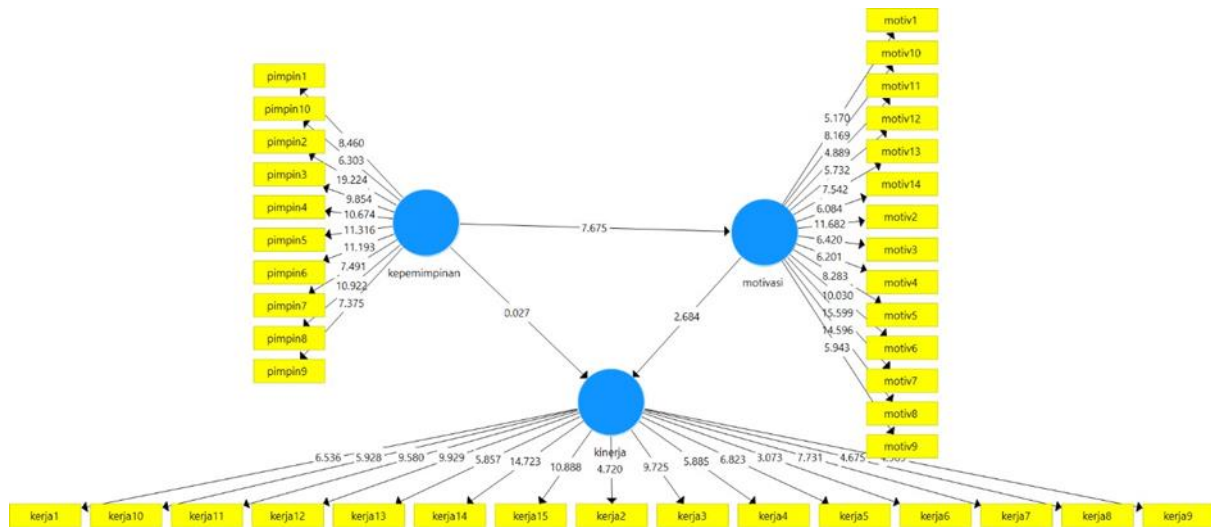 pimpin1
pimpin10
pimpin2
pimpin3
pimpin4
pimpin5
pimpin6
pimpin7
pimpin8
pimpin9
8.460
6.303
19.224
9.854
10.674
11.316
11.193
7.491
10.922
7.375
kepemimpinan
7.675
0.027
2.684
motivasi
5.170
8.169
4.889
5.732
7.542
6.084
11.682
6.420
6.201
8.283
10.030
15.599
14.596
5.943
motiv1
motiv10
motiv11
motiv12
motiv13
motiv14
motiv2
motiv3
motiv4
motiv5
motiv6
motiv7
motiv8
motiv9
kinerja
6.536 5.928 9.580 9.929 5.857 14.723 10.888 4.720 9.725 5.885 6.823 3.073 7.731 4.675
kerja1 kerja10 kerja11 kerja12 kerja13 kerja14 kerja15 kerja2 kerja3 kerja4 kerja5 kerja6 kerja7 kerja8 kerja9